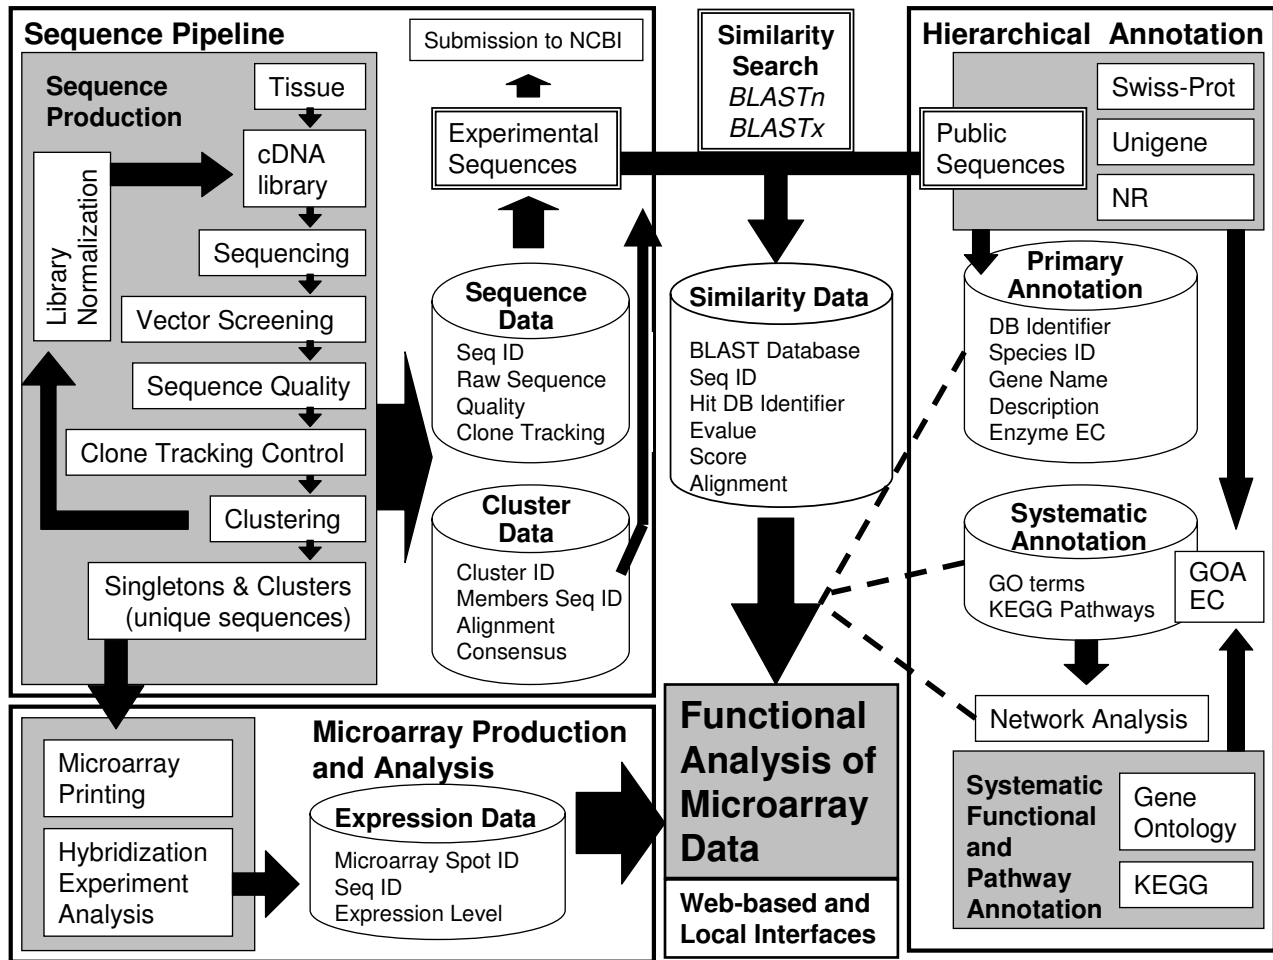 Sequence Pipeline
Sequence
Production
Tissue
cDNA
library
Library
Normalization
Sequencing
Vector Screening
Sequence Quality
Clone Tracking Control
Clustering
Singletons & Clusters
(unique sequences)
Submission to NCBI
Experimental
Sequences
Sequence
Data
Seq ID
Raw Sequence
Quality
Clone Tracking
Cluster
Data
Cluster ID
Members Seq ID
Alignment
Consensus
Similarity
Search
BLASTn
BLASTx
Similarity Data
BLAST Database
Seq ID
Hit DB Identifier
Evalue
Score
Alignment
Hierarchical Annotation
Swiss-Prot
Unigene
NR
Public
Sequences
Primary
Annotation
DB Identifier
Species ID
Gene Name
Description
Enzyme EC
Systematic
Annotation
GO terms
KEGG Pathways
GOA
EC
Network Analysis
Systematic
Functional
and
Pathway
Annotation
Gene
Ontology
KEGG
Microarray Production
and Analysis
Microarray
Printing
Hybridization
Experiment
Analysis
Expression Data
Microarray Spot ID
Seq ID
Expression Level
Functional
Analysis of
Microarray
Data
Web-based and
Local Interfaces